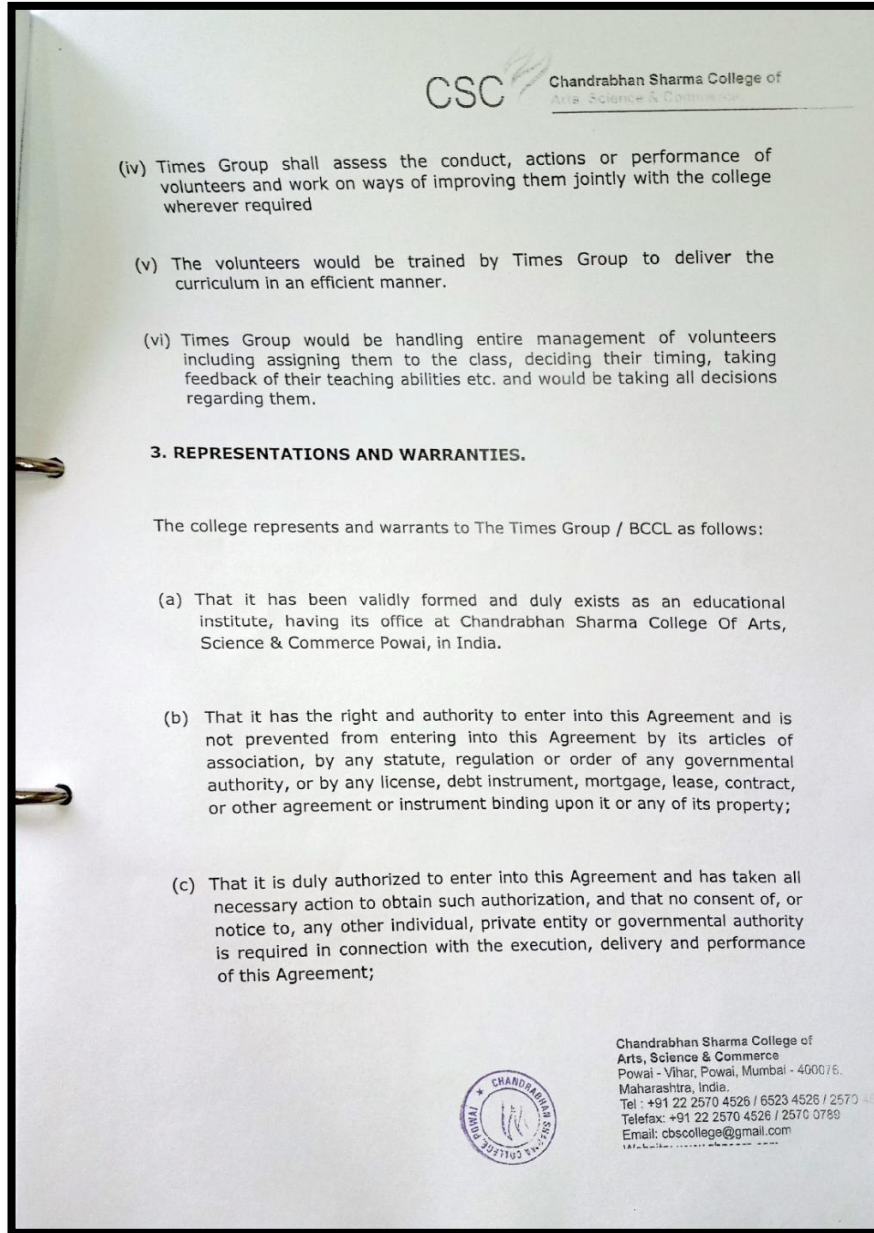 CSC
Chandrabhan Sharma College of
Arts, Science & Commerce
(iv) Times Group shall assess the conduct, actions or performance of
volunteers and work on ways of improving them jointly with the college
wherever required
(v) The volunteers would be trained by Times Group to deliver the
curriculum in an efficient manner.
(vi) Times Group would be handling entire management of volunteers
including assigning them to the class, deciding their timing, taking
feedback of their teaching abilities etc. and would be taking all decisions
regarding them.
3. REPRESENTATIONS AND WARRANTIES.
The college represents and warrants to The Times Group / BCCL as follows:
(a) That it has been validly formed and duly exists as an educational
institute, having its office at Chandrabhan Sharma College Of Arts,
Science & Commerce Powai, in India.
(b) That it has the right and authority to enter into this Agreement and is
not prevented from entering into this Agreement by its articles of
association, by any statute, regulation or order of any governmental
authority, or by any license, debt instrument, mortgage, lease, contract,
or other agreement or instrument binding upon it or any of its property;
(c) That it is duly authorized to enter into this Agreement and has taken all
necessary action to obtain such authorization, and that no consent of, or
notice to, any other individual, private entity or governmental authority
is required in connection with the execution, delivery and performance
of this Agreement;
CHANDRABHAN SHARMA COLLEGE, POWAI ★
Chandrabhan Sharma College of
Arts, Science & Commerce
Powai - Vihar, Powai, Mumbai - 400076.
Maharashtra, India.
Tel : +91 22 2570 4526 / 6523 4526 / 2570
Telefax: +91 22 2570 4526 / 2570 0789
Email: cbscollege@gmail.com